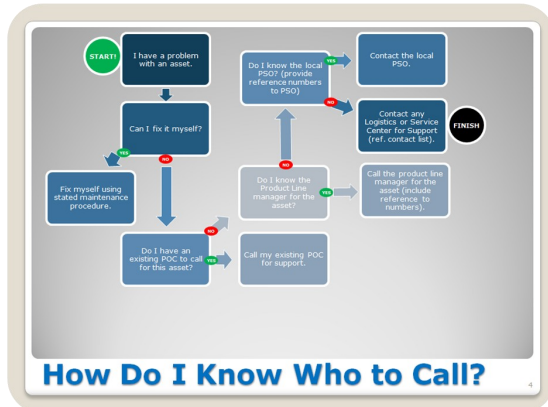 START!
I have a problem
with an asset.
Can I fix it myself?
YES
NO
Fix myself using
stated maintenance
procedure.
Do I have an
existing POC to call
for this asset?
YES
NO
Call my existing POC
for support.
Do I know the
Product Line
manager for the
asset?
YES
NO
Call the product line
manager for the
asset (include
reference to
numbers).
Do I know the local
PSO? (provide
reference numbers
to PSO)
YES
NO
Contact the local
PSO.
Contact any
Logistics or Service
Center for Support
(ref. contact list).
FINISH
How Do I Know Who to Call?
4